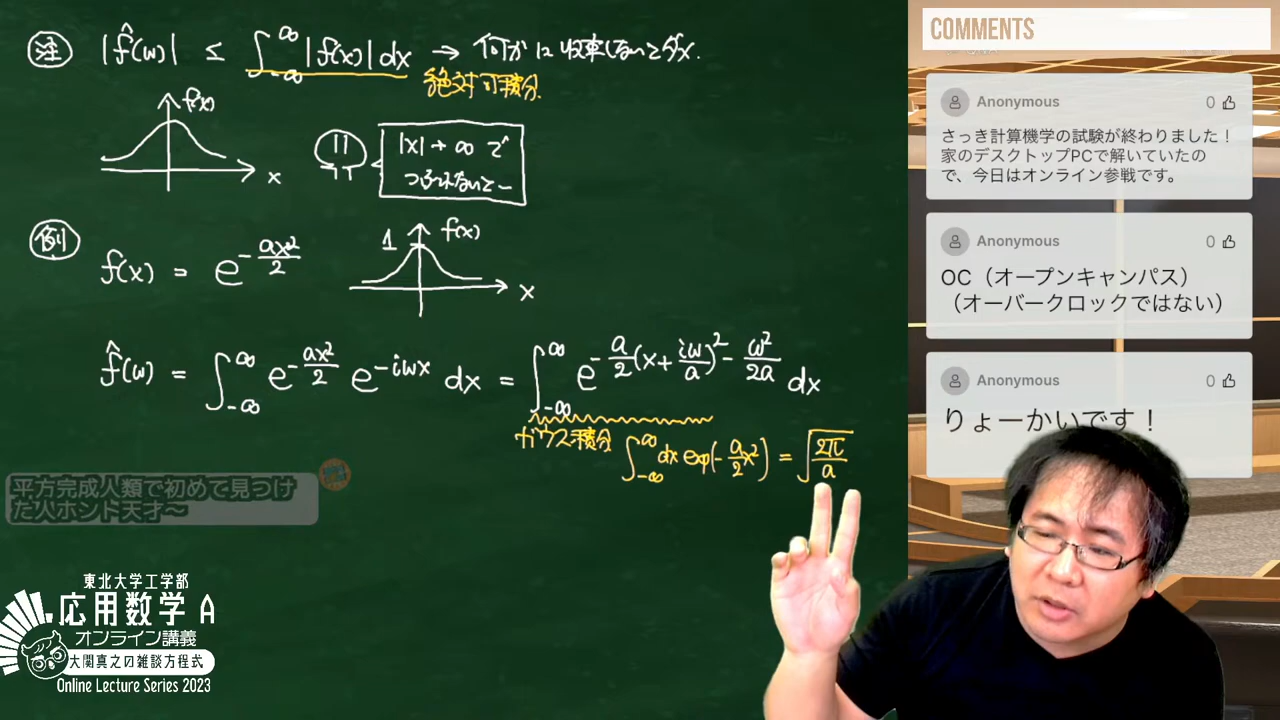 注 |f̂(ω)| ≤ ∫_{-∞}^{∞} |f(x)| dx → 何かに収束しないとダメ.
絶対可積分
f(x)
x
!!
|x|→∞ で
つぶれないとー
例 f(x) = e^{-ax²/2}
1
f(x)
x
f̂(ω) = ∫_{-∞}^{∞} e^{-ax²/2} e^{-iωx} dx = ∫_{-∞}^{∞} e^{-a/2(x+iω/a)² - ω²/2a} dx
ガウス積分 ∫_{-∞}^{∞} dx exp(-a/2 x²) = √(2π/a)
平方完成人類で初めて見つけ
た人ホント天才〜
東北大学工学部
応用数学 A
オンライン講義
大関真之の雑談方程式
Online Lecture Series 2023
COMMENTS
Anonymous 0
さっき計算機学の試験が終わりました！
家のデスクトップPCで解いていたの
で、今日はオンライン参戦です。
Anonymous 0
OC（オープンキャンパス）
（オーバークロックではない）
Anonymous 0
りょーかいです！